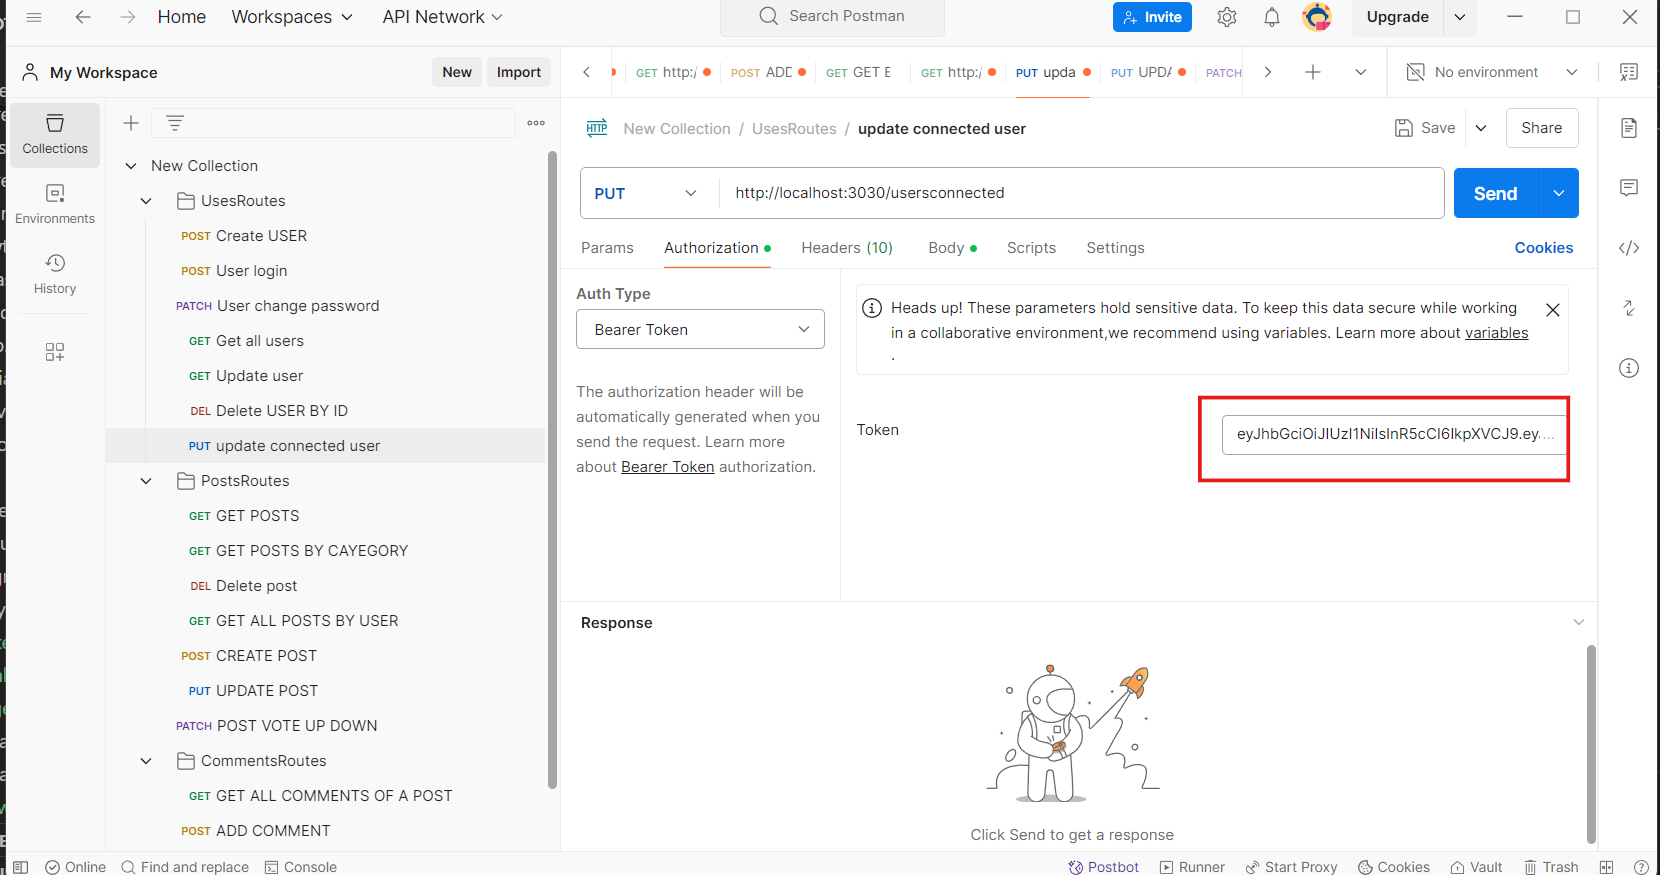 Home Workspaces API Network Search Postman Invite Upgrade
My Workspace New Import
GET http:/ POST ADD GET GET E GET http:/ PUT upda PUT UPDA PATCH No environment
Collections
Environments
History
New Collection
UsesRoutes
POST Create USER
POST User login
PATCH User change password
GET Get all users
GET Update user
DEL Delete USER BY ID
PUT update connected user
PostsRoutes
GET GET POSTS
GET GET POSTS BY CAYEGORY
DEL Delete post
GET GET ALL POSTS BY USER
POST CREATE POST
PUT UPDATE POST
PATCH POST VOTE UP DOWN
CommentsRoutes
GET GET ALL COMMENTS OF A POST
POST ADD COMMENT
HTTP New Collection / UsesRoutes / update connected user Save Share
PUT http://localhost:3030/usersconnected Send
Params Authorization Headers (10) Body Scripts Settings Cookies
Auth Type
Bearer Token
The authorization header will be
automatically generated when you
send the request. Learn more
about Bearer Token authorization.
Heads up! These parameters hold sensitive data. To keep this data secure while working
in a collaborative environment,we recommend using variables. Learn more about variables
.
Token
eyJhbGciOiJIUzI1NiIsInR5cCI6IkpXVCJ9.ey...
Response
Click Send to get a response
Online Find and replace Console Postbot Runner Start Proxy Cookies Vault Trash